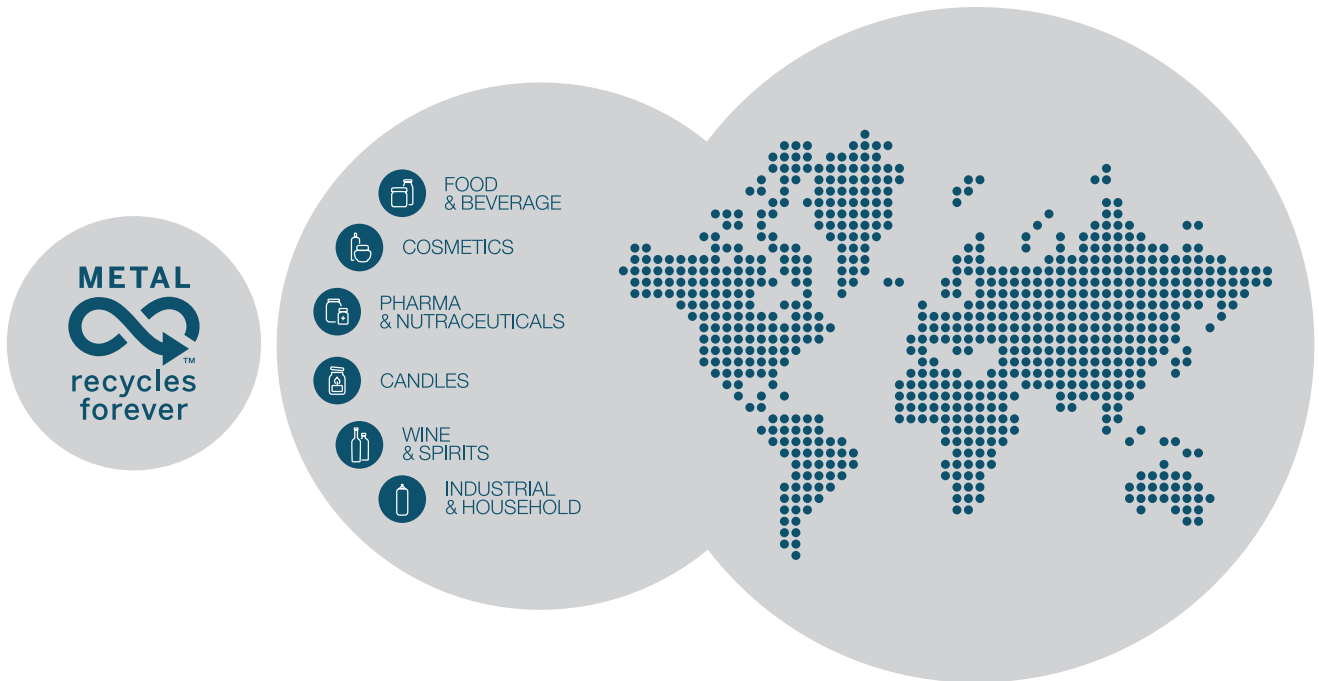 METAL
™
recycles
forever
FOOD
& BEVERAGE
COSMETICS
PHARMA
& NUTRACEUTICALS
CANDLES
WINE
& SPIRITS
INDUSTRIAL
& HOUSEHOLD